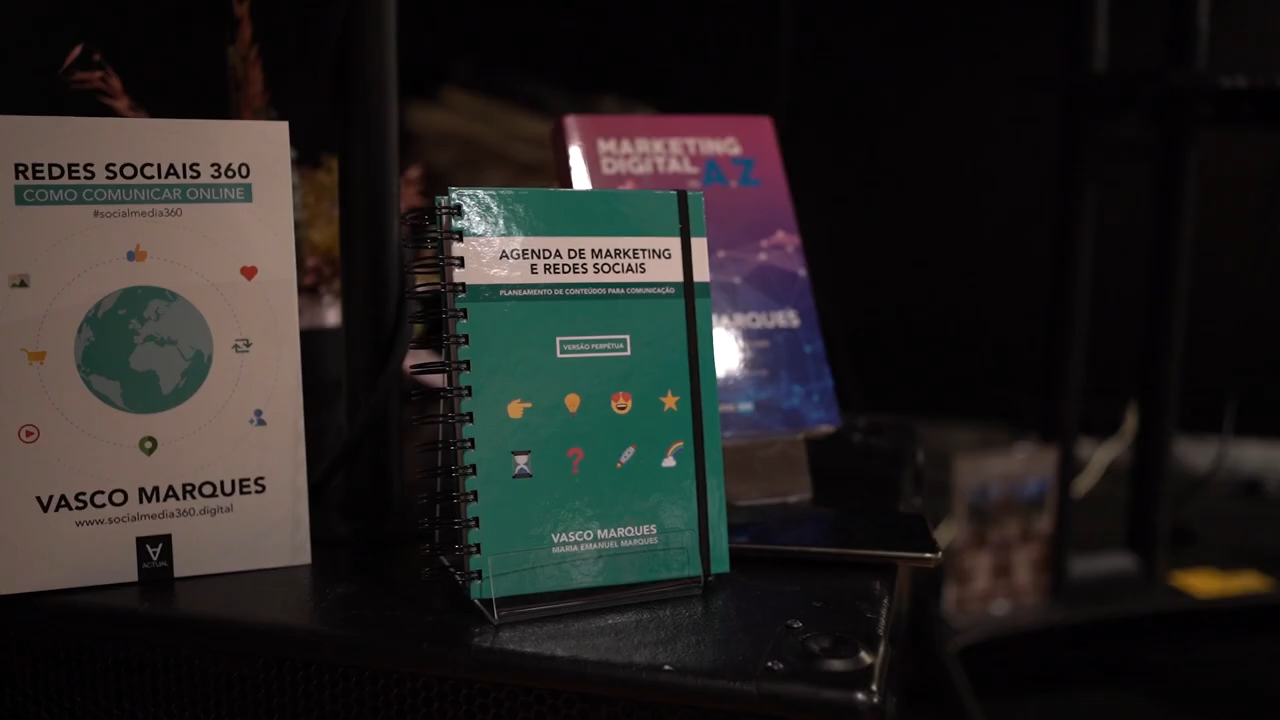 REDES SOCIAIS 360
COMO COMUNICAR ONLINE
#socialmedia360
VASCO MARQUES
www.socialmedia360.digital
ACTUAL
AGENDA DE MARKETING
E REDES SOCIAIS
PLANEAMENTO DE CONTEÚDOS PARA COMUNICAÇÃO
VERSÃO PERPÉTUA
VASCO MARQUES
MARIA EMANUEL MARQUES
MARKETING
DIGITAL A.Z
MARQUES